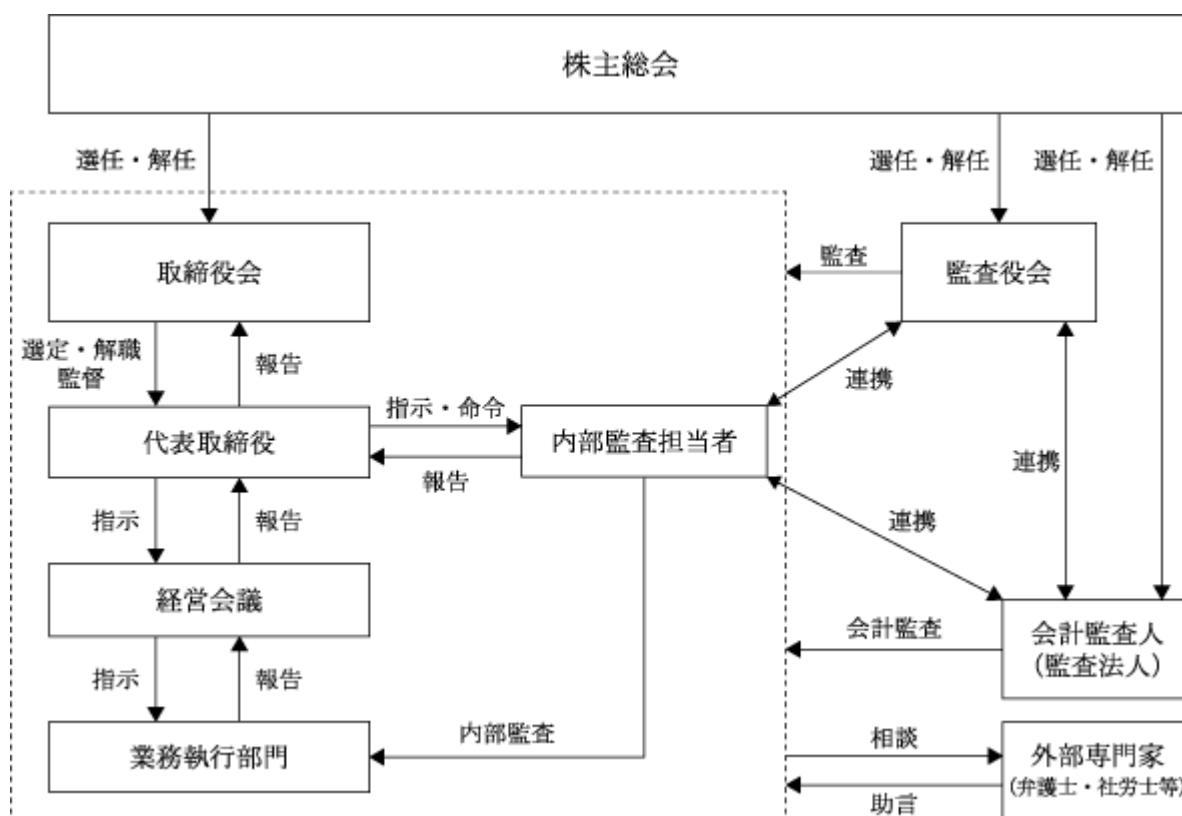 株主総会
選任・解任
選任・解任
選任・解任
取締役会
監査
監査役会
選定・解職
監督
報告
連携
指示・命令
代表取締役
内部監査担当者
報告
連携
指示
報告
連携
経営会議
会計監査
会計監査人
(監査法人)
指示
報告
内部監査
業務執行部門
相談
外部専門家
(弁護士・社労士等)
助言